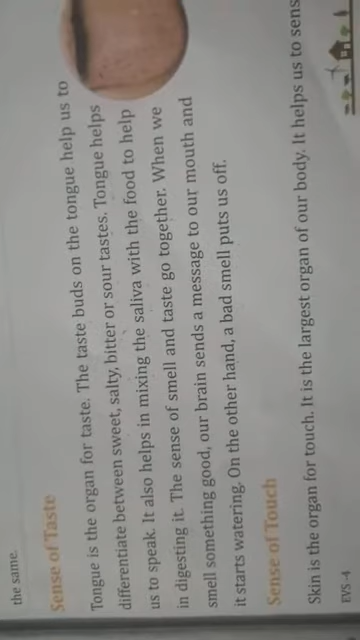 the same.
Sense of Taste
Tongue is the organ for taste. The taste buds on the tongue help us to
differentiate between sweet, salty, bitter or sour tastes. Tongue helps
us to speak. It also helps in mixing the saliva with the food to help
in digesting it. The sense of smell and taste go together. When we
smell something good, our brain sends a message to our mouth and
it starts watering. On the other hand, a bad smell puts us off.
Sense of Touch
Skin is the organ for touch. It is the largest organ of our body. It helps us to sens
EVS-4